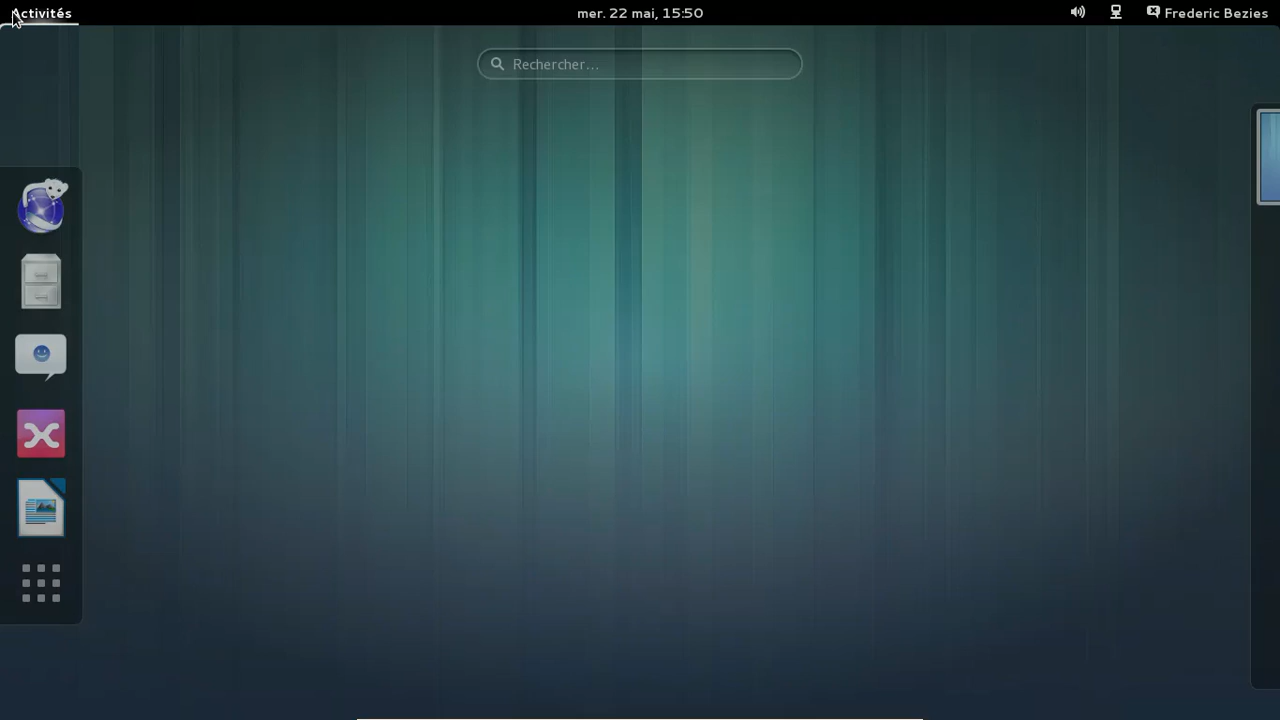 Activités
mer. 22 mai, 15:50
Frederic Bezies
Rechercher…